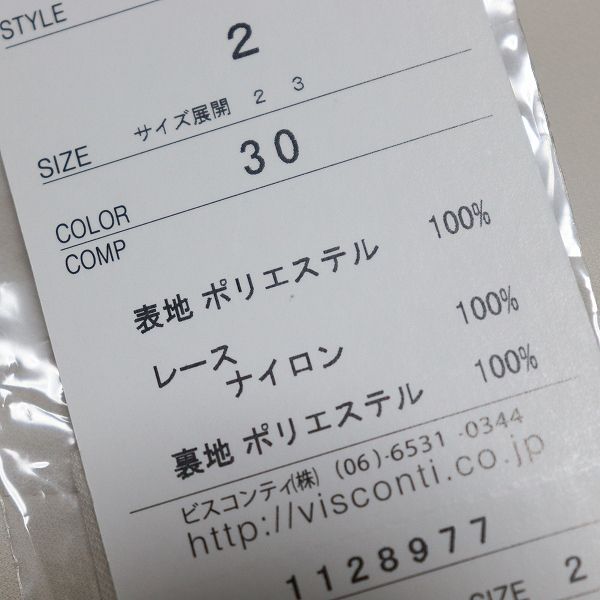 STYLE
2
サイズ展開 2 3
SIZE
30
COLOR
COMP
表地 ポリエステル 100%
レース
ナイロン 100%
裏地 ポリエステル 100%
ビスコンティ(株) (06)-6531-0344
http://visconti.co.jp
1128977
SIZE 2